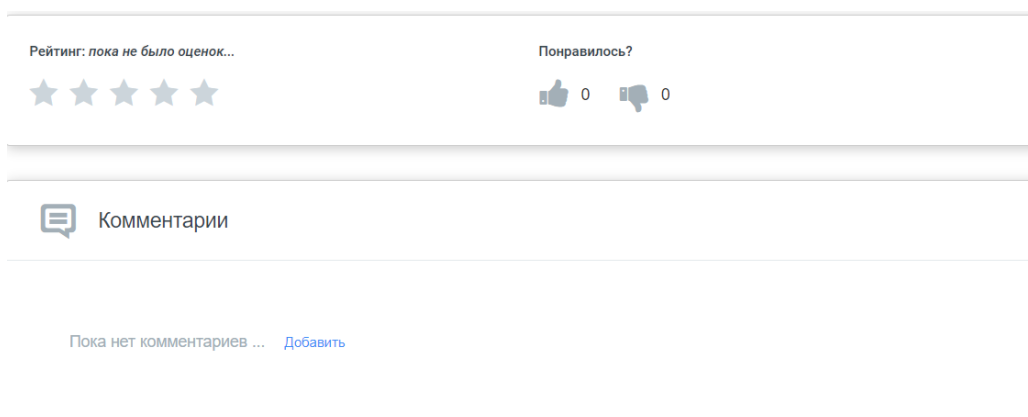 Рейтинг: пока не было оценок...
Понравилось?
0 0
Комментарии
Пока нет комментариев ... Добавить